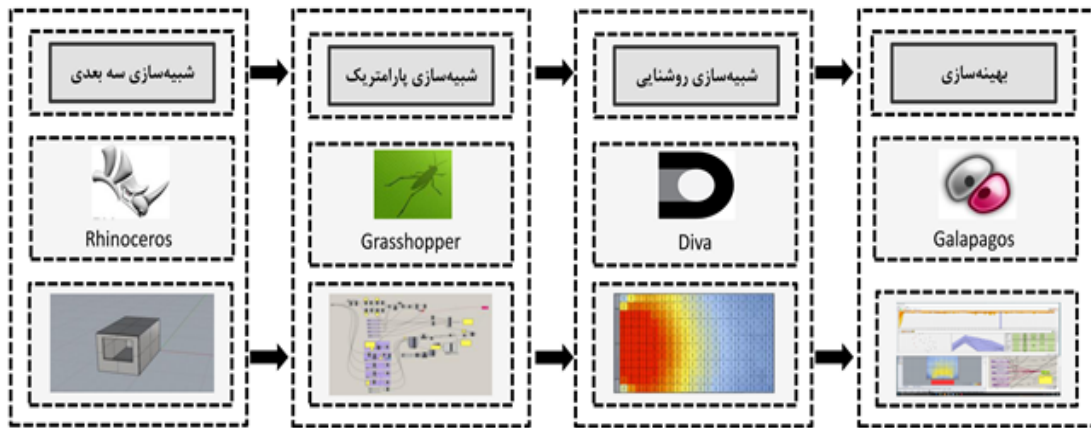 شبیه‌سازی سه بعدی
شبیه‌سازی پارامتریک
شبیه‌سازی روشنایی
بهینه‌سازی
Rhinoceros
Grasshopper
Diva
Galapagos